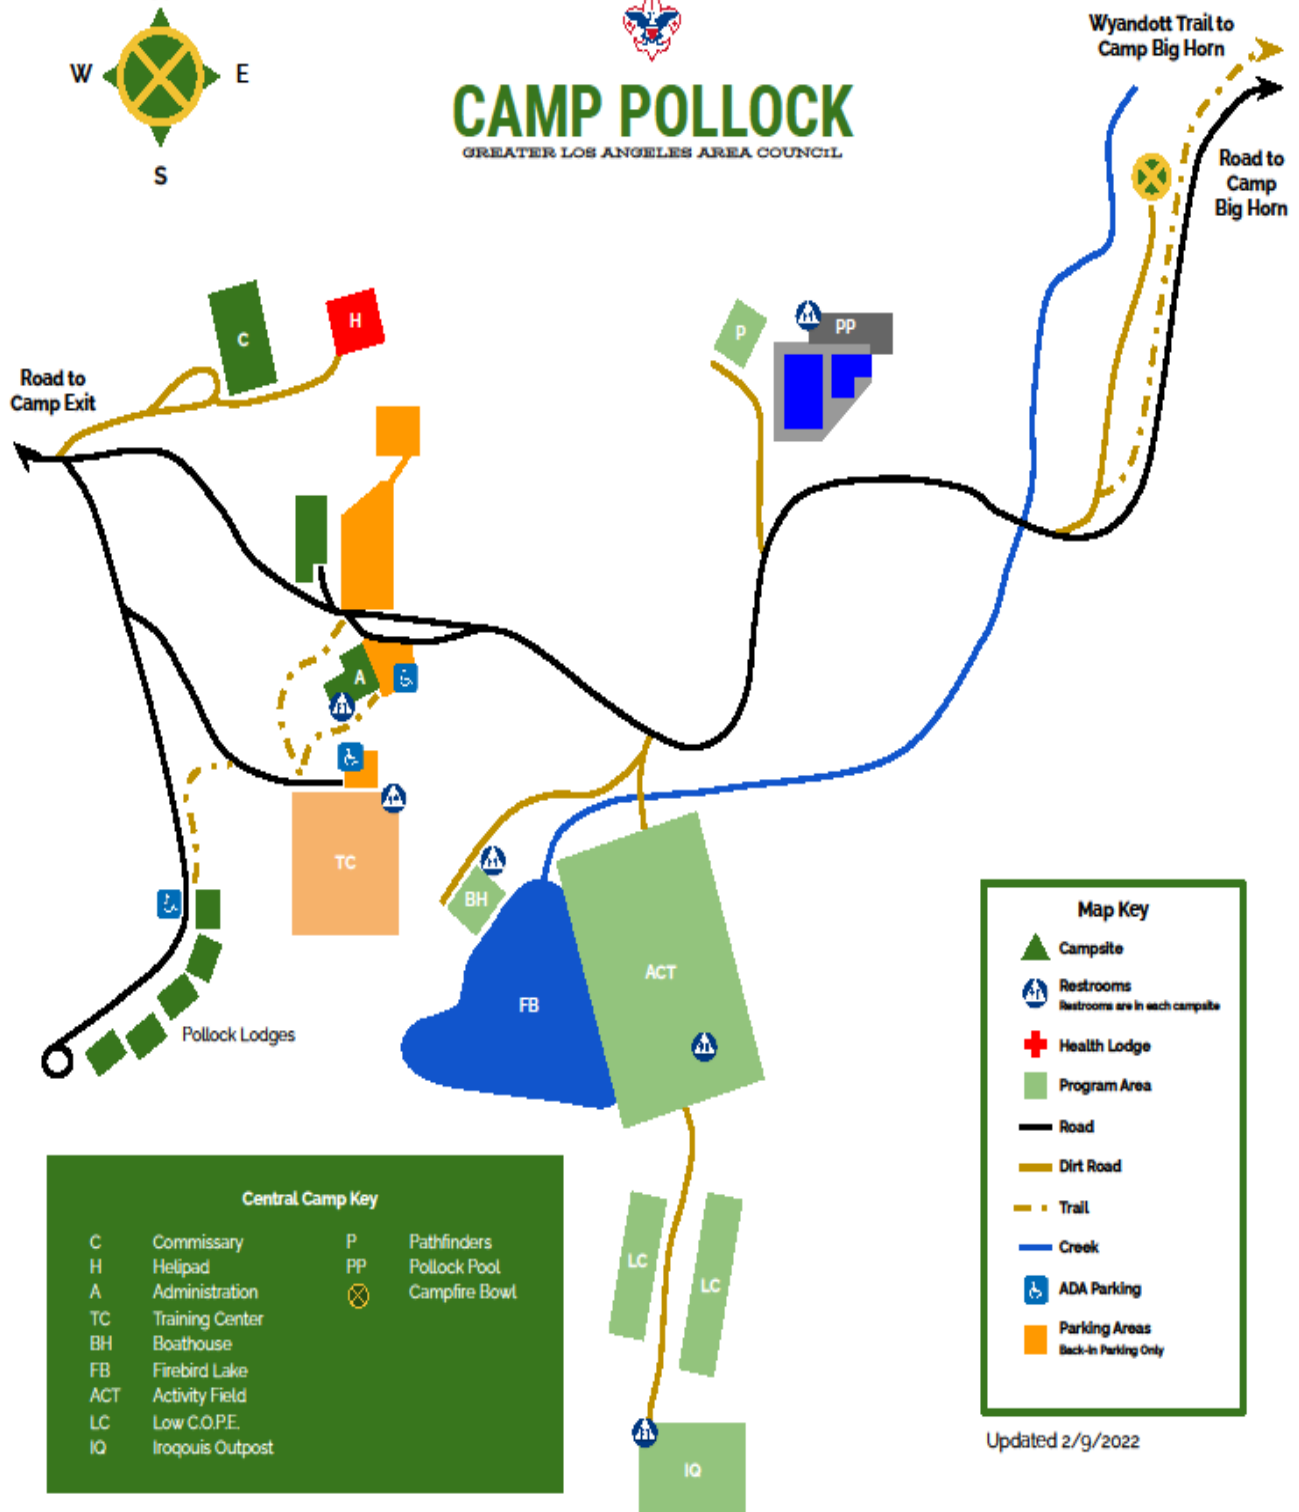 W
E
S
CAMP POLLOCK
GREATER LOS ANGELES AREA COUNCIL
Wyandott Trail to
Camp Big Horn
Road to
Camp
Big Horn
C
H
P
PP
Road to
Camp Exit
A
TC
BH
FB
ACT
Pollock Lodges
LC
LC
IQ
Central Camp Key
C Commissary
H Helipad
A Administration
TC Training Center
BH Boathouse
FB Firebird Lake
ACT Activity Field
LC Low C.O.P.E.
IQ Iroqouis Outpost
P Pathfinders
PP Pollock Pool
Campfire Bowl
Map Key
Campsite
Restrooms
Restrooms are in each campsite
Health Lodge
Program Area
Road
Dirt Road
Trail
Creek
ADA Parking
Parking Areas
Back-in Parking Only
Updated 2/9/2022